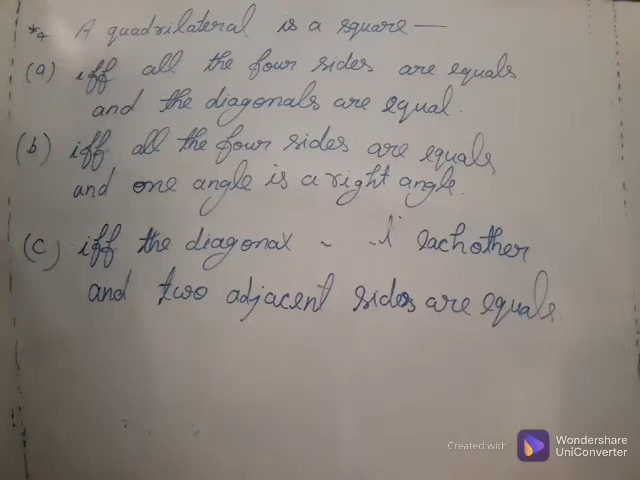 *4 A quadrilateral is a square —
(a) iff all the four sides are equals
and the diagonals are equal.
(b) iff all the four sides are equals
and one angle is a right angle.
(c) iff the eachother
and two adjacent sides are equals.
Created with
Wondershare
UniConverter